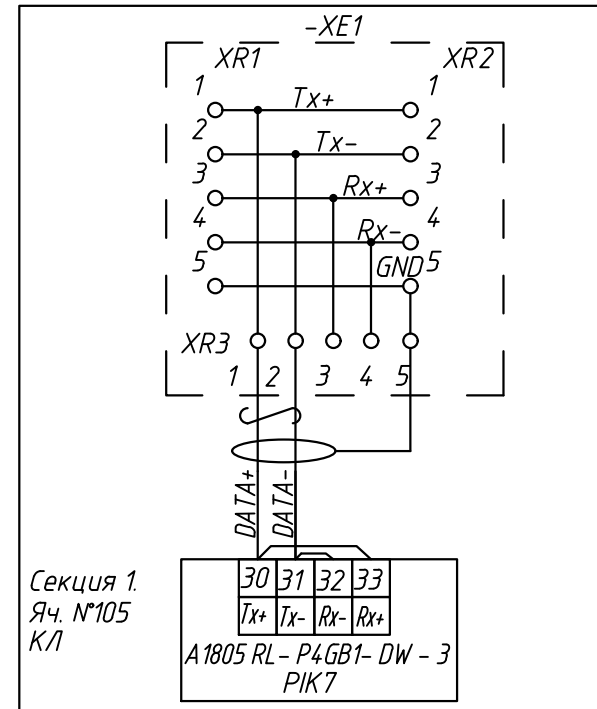 -XE1
XR1 XR2
1 Tx+ 1
2 Tx- 2
3 Rx+ 3
4 Rx- 4
5 GND 5
XR3
1 2 3 4 5
DATA+ DATA-
30 31 32 33
Tx+ Tx- Rx- Rx+
A1805 RL- P4GB1- DW - 3
PIK7
Секция 1.
Яч. №105
КЛ